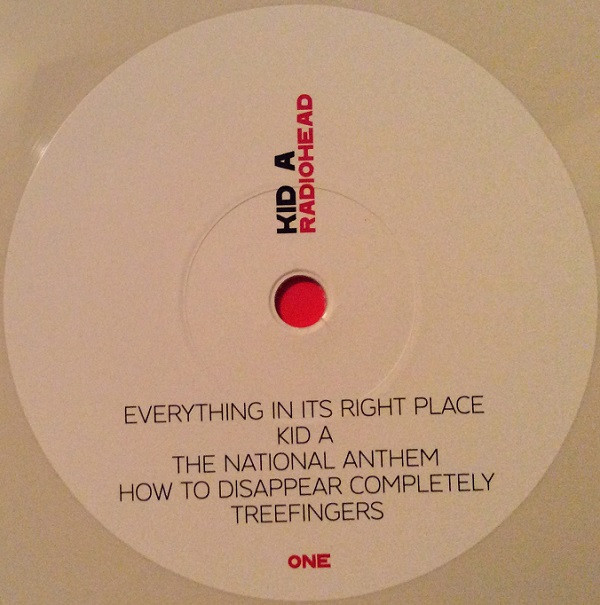 KID A
RADIOHEAD
EVERYTHING IN ITS RIGHT PLACE
KID A
THE NATIONAL ANTHEM
HOW TO DISAPPEAR COMPLETELY
TREEFINGERS
ONE